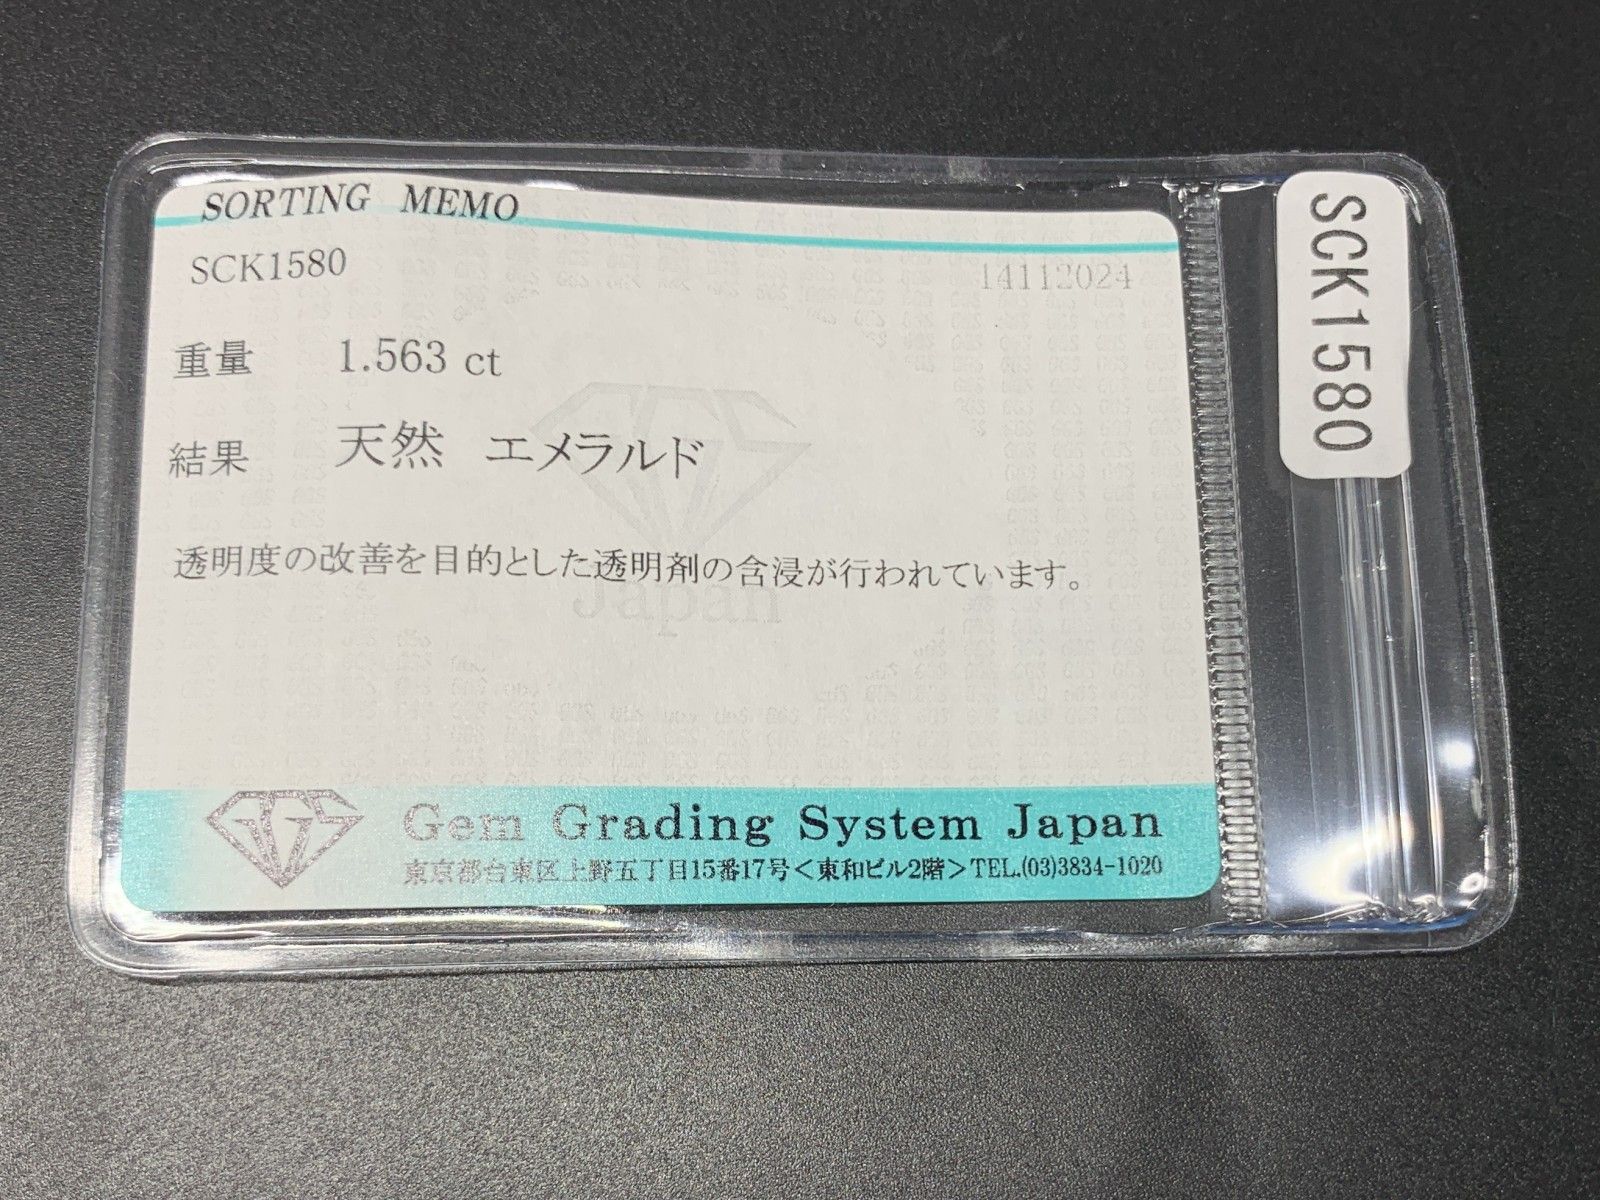 SORTING MEMO
SCK1580
14112024
重量 1.563 ct
結果 天然 エメラルド
透明度の改善を目的とした透明剤の含浸が行われています。
Japan
GGS
Gem Grading System Japan
東京都台東区上野五丁目15番17号<東和ビル2階>TEL.(03)3834-1020
SCK1580